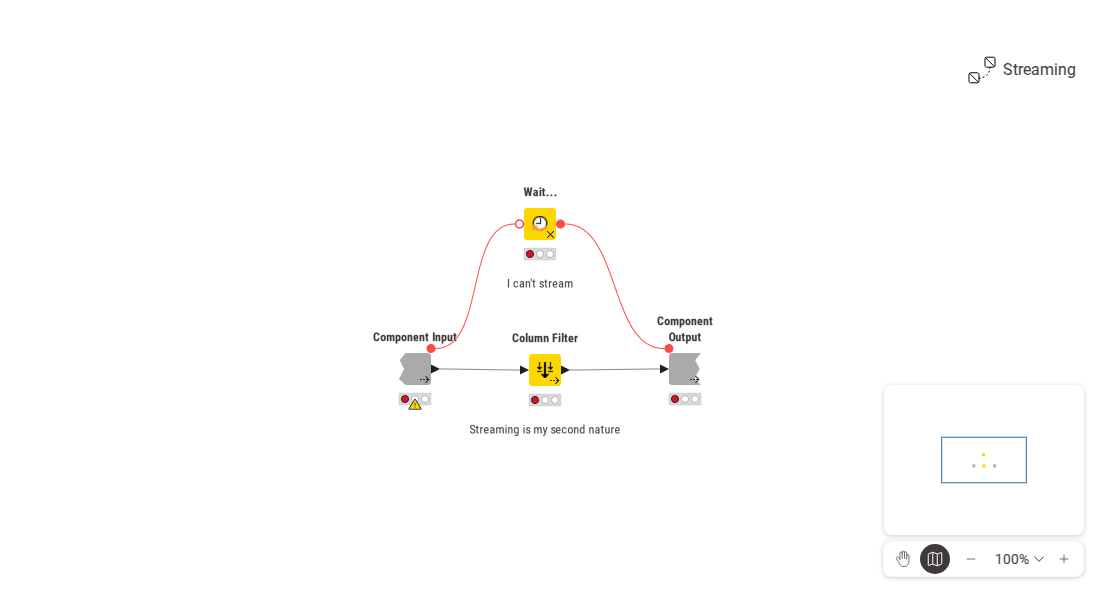 Streaming
Wait...
I can't stream
Component Input
Column Filter
Component
Output
Streaming is my second nature
100%